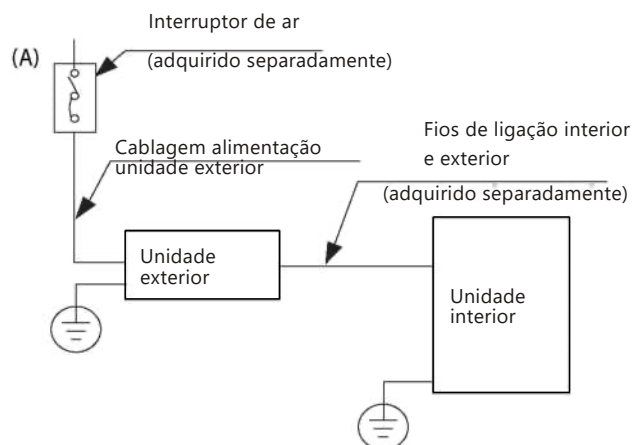 Interruptor de ar
(A)
(adquirido separadamente)
Cablagem alimentação
unidade exterior
Fios de ligação interior
e exterior
(adquirido separadamente)
Unidade
exterior
Unidade
interior